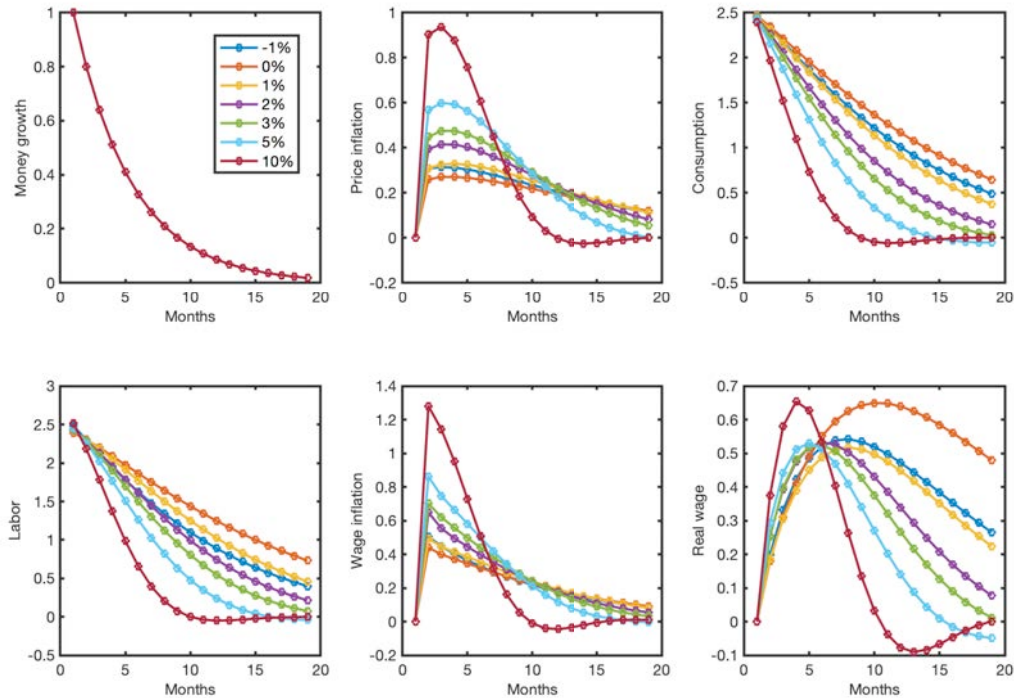 Money growth
1
0.8
0.6
0.4
0.2
0
0 5 10 15 20
Months
-1%
0%
1%
2%
3%
5%
10%
Price inflation
1
0.8
0.6
0.4
0.2
0
-0.2
0 5 10 15 20
Months
Consumption
2.5
2
1.5
1
0.5
0
-0.5
0 5 10 15 20
Months
Labor
3
2.5
2
1.5
1
0.5
0
-0.5
0 5 10 15 20
Months
Wage inflation
1.4
1.2
1
0.8
0.6
0.4
0.2
0
-0.2
0 5 10 15 20
Months
Real wage
0.7
0.6
0.5
0.4
0.3
0.2
0.1
0
-0.1
0 5 10 15 20
Months